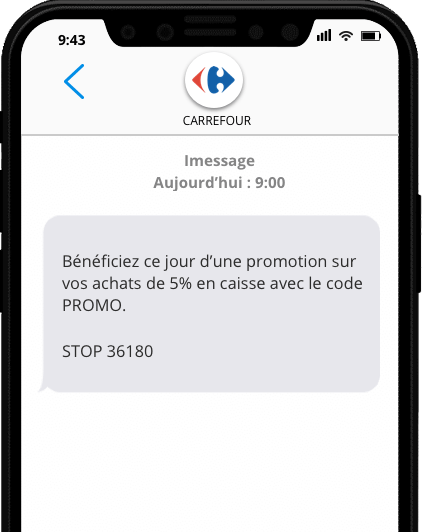 9:43
CARREFOUR
Imessage
Aujourd’hui : 9:00
Bénéficiez ce jour d’une promotion sur
vos achats de 5% en caisse avec le code
PROMO.
STOP 36180